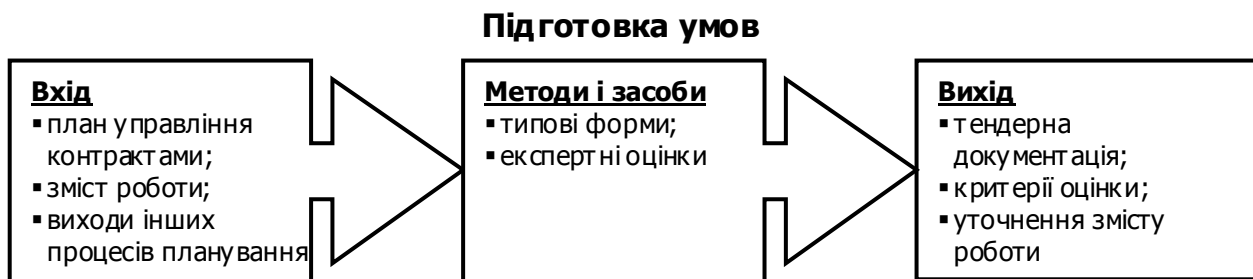 Підготовка умов
Вхід
▪ план управління
контрактами;
▪ зміст роботи;
▪ виходи інших
процесів планування
Методи і засоби
▪ типові форми;
▪ експертні оцінки
Вихід
▪ тендерна
документація;
▪ критерії оцінки;
▪ уточнення змісту
роботи